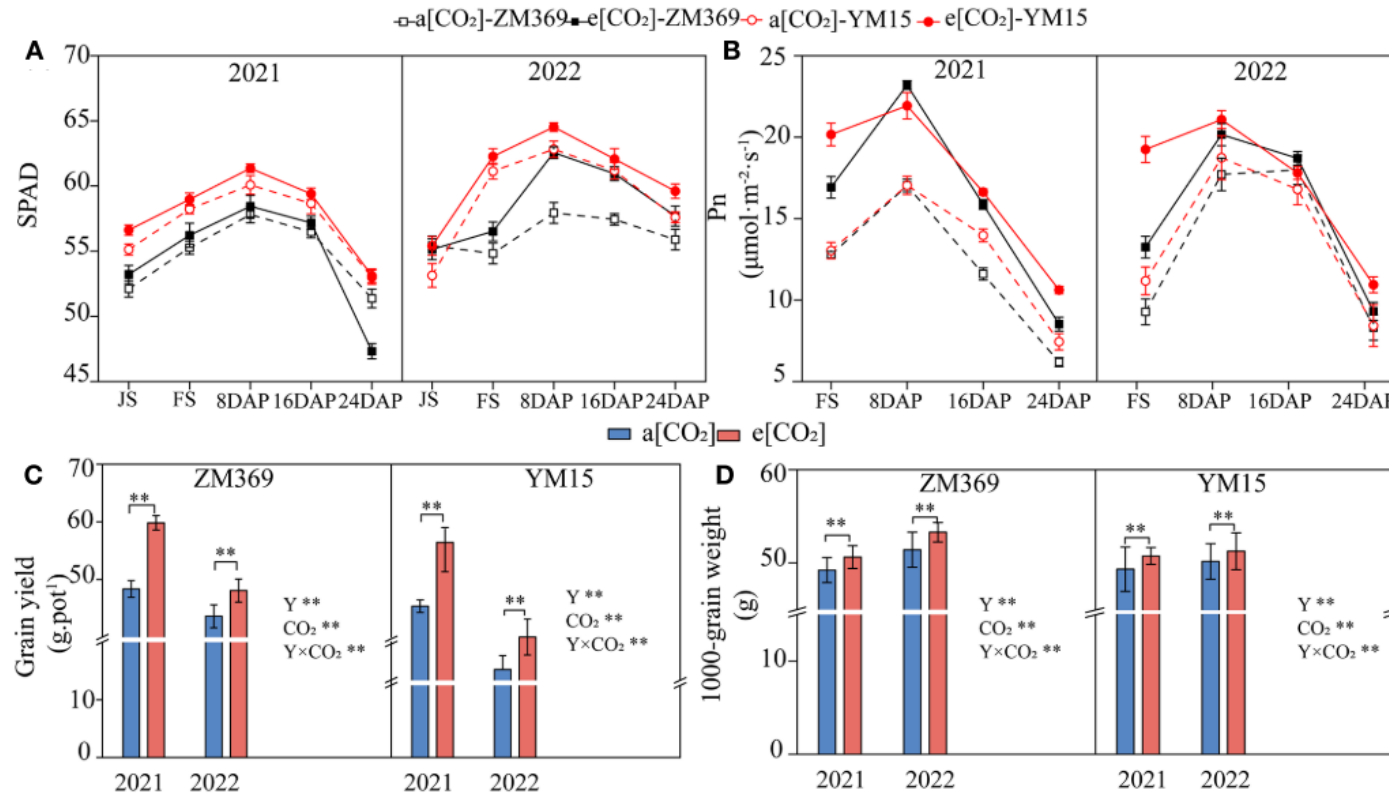 a[CO₂]-ZM369 e[CO₂]-ZM369 a[CO₂]-YM15 e[CO₂]-YM15
A
2021
2022
SPAD
70
65
60
55
50
45
JS FS 8DAP 16DAP 24DAP JS FS 8DAP 16DAP 24DAP
B
2021
2022
Pn
(μmol·m⁻²·s⁻¹)
25
20
15
10
5
FS 8DAP 16DAP 24DAP FS 8DAP 16DAP 24DAP
a[CO₂] e[CO₂]
C
ZM369
YM15
Grain yield
(g.pot¹)
70
60
50
10
0
**
**
Y **
CO₂ **
Y×CO₂ **
**
**
Y **
CO₂ **
Y×CO₂ **
2021 2022 2021 2022
D
ZM369
YM15
1000-grain weight
(g)
60
50
10
0
**
**
Y **
CO₂ **
Y×CO₂ **
**
**
Y **
CO₂ **
Y×CO₂ **
2021 2022 2021 2022